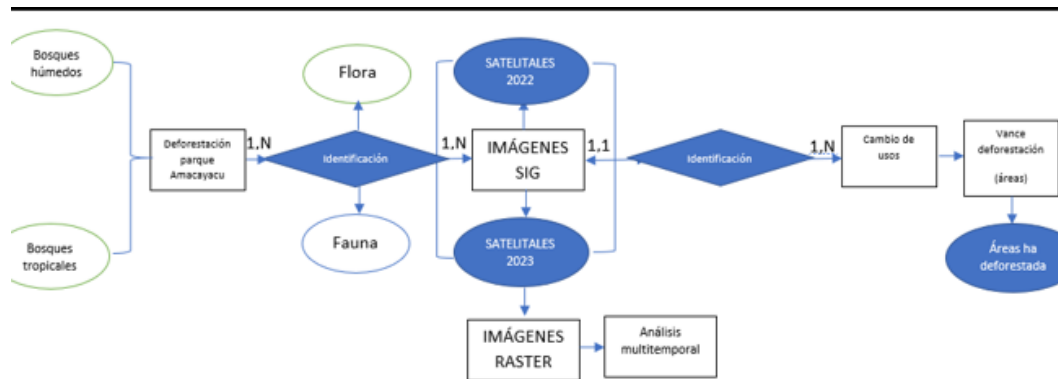 Bosques
húmedos
Flora
SATELITALES
2022
Deforestación
parque
Amacayacu
1,N
Identificación
1,N
IMÁGENES
SIG
1,1
Identificación
1,N
Cambio de
usos
Vance
deforestación
(áreas)
Bosques
tropicales
Fauna
SATELITALES
2023
Áreas ha
deforestada
IMÁGENES
RASTER
Análisis
multitemporal